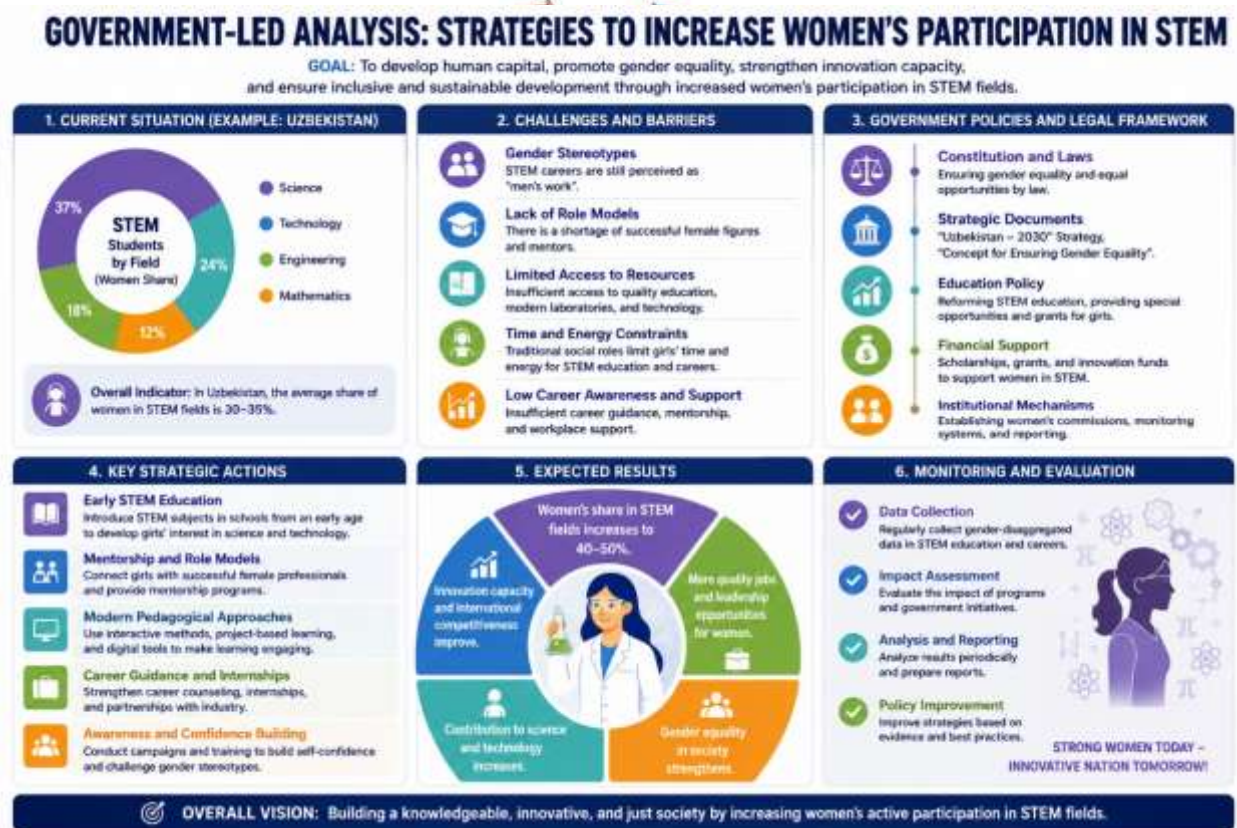 GOVERNMENT-LED ANALYSIS: STRATEGIES TO INCREASE WOMEN'S PARTICIPATION IN STEM
GOAL: To develop human capital, promote gender equality, strengthen innovation capacity,
and ensure inclusive and sustainable development through increased women's participation in STEM fields.
1. CURRENT SITUATION (EXAMPLE: UZBEKISTAN)
37%
24%
18%
12%
STEM
Students
by Field
(Women Share)
Science
Technology
Engineering
Mathematics
Overall Indicator: In Uzbekistan, the average share of
women in STEM fields is 30–35%.
2. CHALLENGES AND BARRIERS
Gender Stereotypes
STEM careers are still perceived as
"men's work".
Lack of Role Models
There is a shortage of successful female figures
and mentors.
Limited Access to Resources
Insufficient access to quality education,
modern laboratories, and technology.
Time and Energy Constraints
Traditional social roles limit girls' time and
energy for STEM education and careers.
Low Career Awareness and Support
Insufficient career guidance, mentorship,
and workplace support.
3. GOVERNMENT POLICIES AND LEGAL FRAMEWORK
Constitution and Laws
Ensuring gender equality and equal
opportunities by law.
Strategic Documents
"Uzbekistan – 2030" Strategy,
"Concept for Ensuring Gender Equality".
Education Policy
Reforming STEM education, providing special
opportunities and grants for girls.
Financial Support
Scholarships, grants, and innovation funds
to support women in STEM.
Institutional Mechanisms
Establishing women's commissions, monitoring
systems, and reporting.
4. KEY STRATEGIC ACTIONS
Early STEM Education
Introduce STEM subjects in schools from an early age
to develop girls' interest in science and technology.
Mentorship and Role Models
Connect girls with successful female professionals
and provide mentorship programs.
Modern Pedagogical Approaches
Use interactive methods, project-based learning,
and digital tools to make learning engaging.
Career Guidance and Internships
Strengthen career counseling, internships,
and partnerships with industry.
Awareness and Confidence Building
Conduct campaigns and training to build self-confidence
and challenge gender stereotypes.
5. EXPECTED RESULTS
Women's share in STEM
fields increases to
40–50%.
Innovation capacity
and international
competitiveness
improve.
More quality jobs
and leadership
opportunities
for women.
Contribution to science
and technology
increases.
Gender equality
in society
strengthens.
6. MONITORING AND EVALUATION
Data Collection
Regularly collect gender-disaggregated
data in STEM education and careers.
Impact Assessment
Evaluate the impact of programs
and government initiatives.
Analysis and Reporting
Analyze results periodically
and prepare reports.
Policy Improvement
Improve strategies based on
evidence and best practices.
STRONG WOMEN TODAY –
INNOVATIVE NATION TOMORROW!
OVERALL VISION: Building a knowledgeable, innovative, and just society by increasing women's active participation in STEM fields.